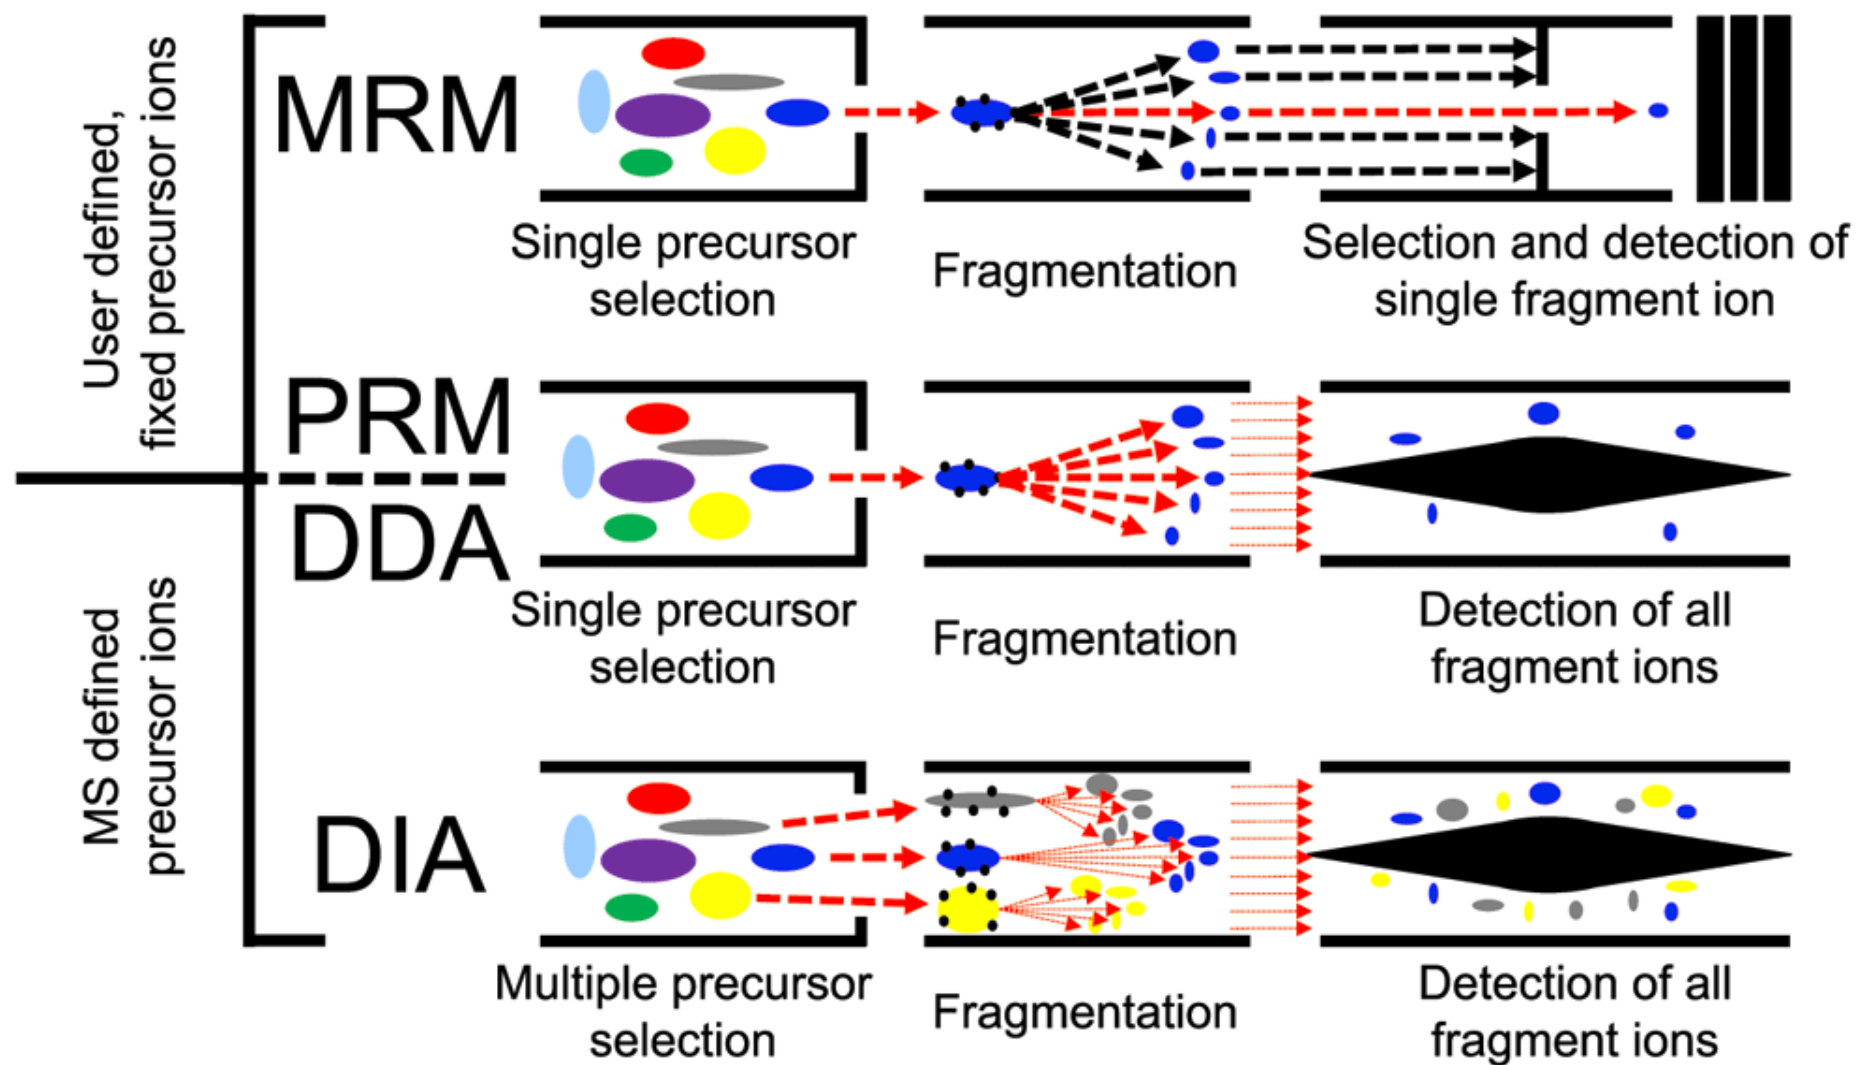 User defined,
fixed precursor ions
MRM
Single precursor
selection
Fragmentation
Selection and detection of
single fragment ion
PRM
DDA
Single precursor
selection
Fragmentation
Detection of all
fragment ions
MS defined
precursor ions
DIA
Multiple precursor
selection
Fragmentation
Detection of all
fragment ions